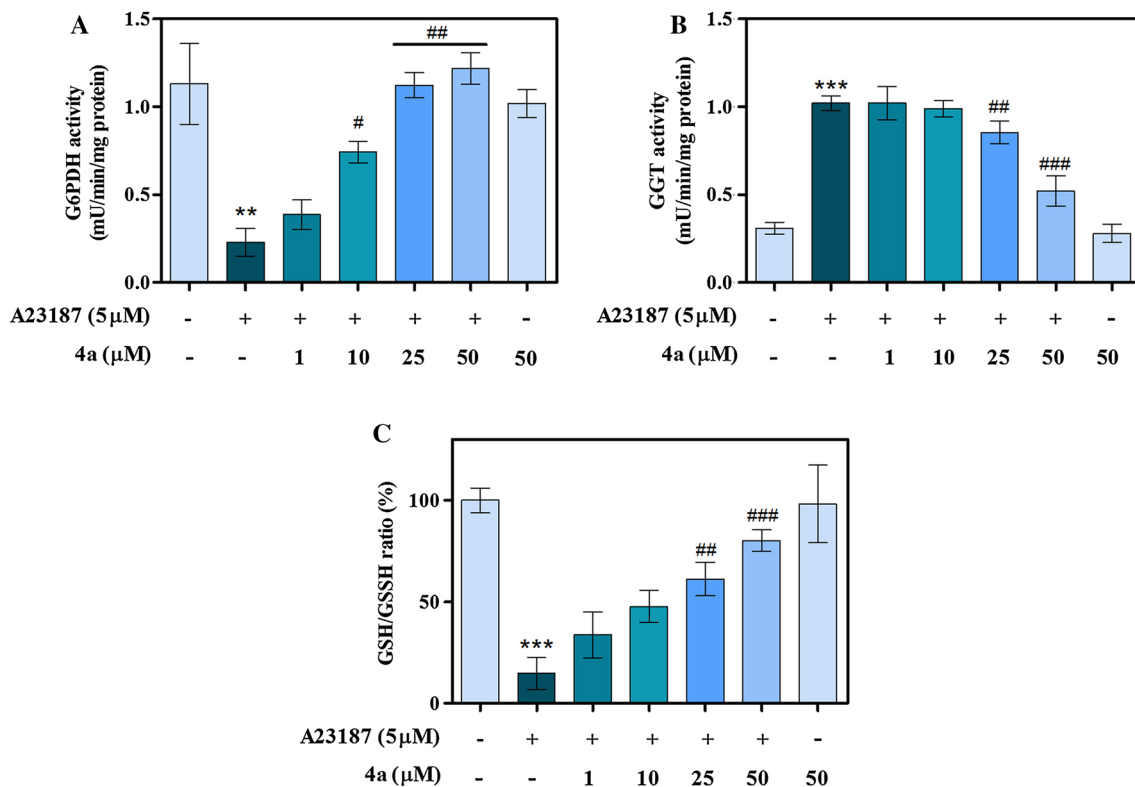 A
G6PDH activity
(mU/min/mg protein)
1.5
1.0
0.5
0.0
**
#
##
A23187 (5μM) - + + + + + -
4a (μM) - - 1 10 25 50 50
B
GGT activity
(mU/min/mg protein)
1.5
1.0
0.5
0.0
***
##
###
A23187 (5μM) - + + + + + -
4a (μM) - - 1 10 25 50 50
C
GSH/GSSH ratio (%)
100
50
0
***
##
###
A23187 (5μM) - + + + + + -
4a (μM) - - 1 10 25 50 50